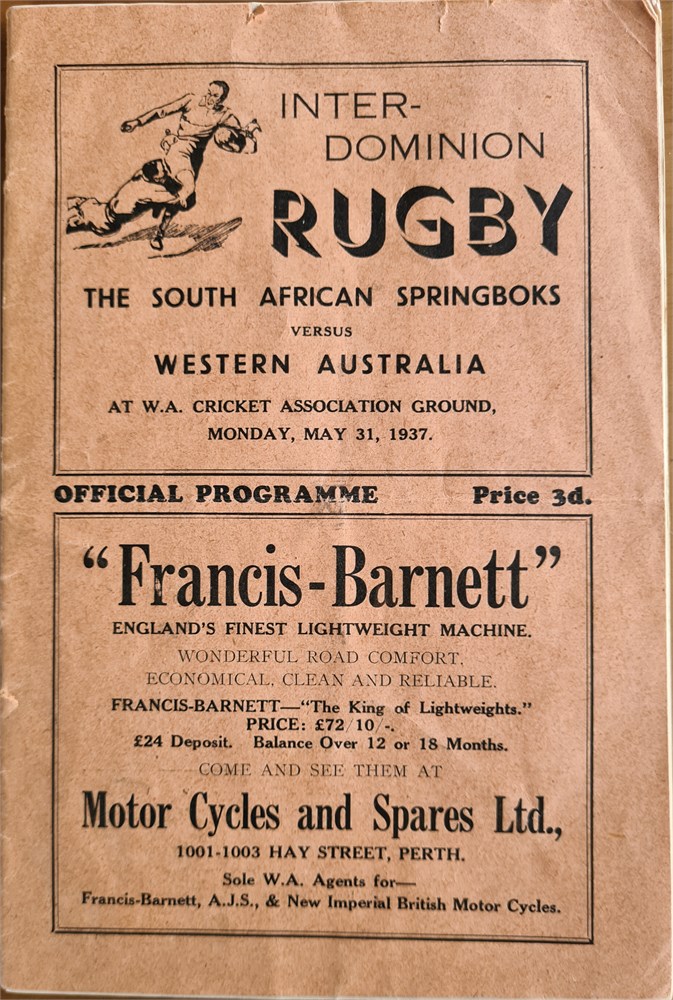 INTER-
DOMINION
RUGBY
THE SOUTH AFRICAN SPRINGBOKS
VERSUS
WESTERN AUSTRALIA
AT W.A. CRICKET ASSOCIATION GROUND,
MONDAY, MAY 31, 1937.
OFFICIAL PROGRAMME Price 3d.
"Francis-Barnett"
ENGLAND'S FINEST LIGHTWEIGHT MACHINE.
WONDERFUL ROAD COMFORT.
ECONOMICAL, CLEAN AND RELIABLE.
FRANCIS-BARNETT—"The King of Lightweights."
PRICE: £72/10/-.
£24 Deposit. Balance Over 12 or 18 Months.
COME AND SEE THEM AT
Motor Cycles and Spares Ltd.,
1001-1003 HAY STREET, PERTH.
Sole W.A. Agents for—
Francis-Barnett, A.J.S., & New Imperial British Motor Cycles.